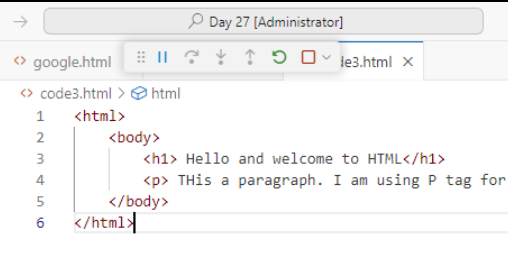 Day 27 [Administrator]
google.html
de3.html
code3.html > html
1 <html>
2 <body>
3 <h1> Hello and welcome to HTML</h1>
4 <p> THis a paragraph. I am using P tag for
5 </body>
6 </html>